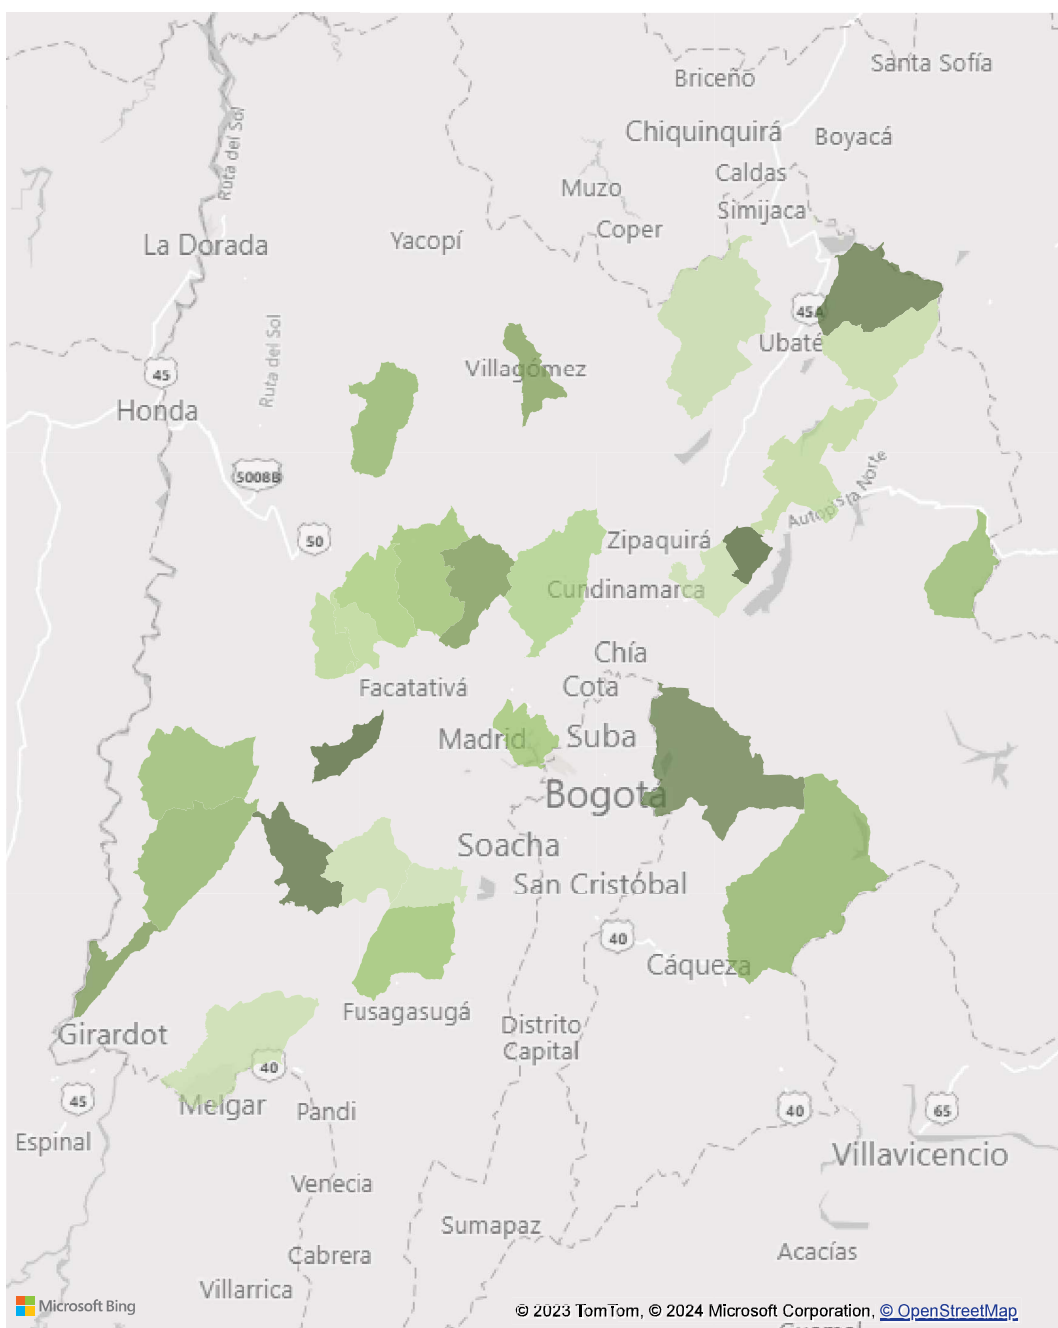 Santa Sofía
Briceño
Chiquinquirá
Boyacá
Ruta del Sol
Caldas
Muzo
Simijaca
Coper
Yacopí
La Dorada
45A
Ubaté
Ruta del Sol
Villagómez
45
Honda
5008B
Autopista Norte
50
Zipaquirá
Cundinamarca
Chía
Cota
Facatativá
Madrid
Suba
Bogotá
Soacha
San Cristóbal
40
Cáqueza
Fusagasugá
Distrito
Capital
Girardot
40
45
Melgar
Pandi
40
65
Espinal
Villavicencio
Venecia
Sumapaz
Acacías
Cabrera
Villarrica
Microsoft Bing
© 2023 TomTom, © 2024 Microsoft Corporation, © OpenStreetMap